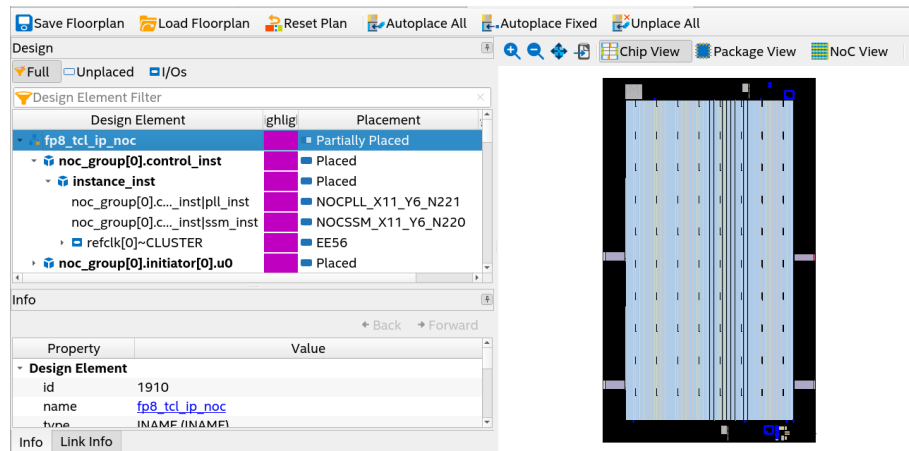 Save Floorplan Load Floorplan Reset Plan Autoplace All Autoplace Fixed Unplace All
Design
Full Unplaced I/Os
Chip View Package View NoC View
Design Element Filter
Design Element ghlig Placement
fp8_tcl_ip_noc Partially Placed
noc_group[0].control_inst Placed
instance_inst Placed
noc_group[0].c..._inst|pll_inst NOCPLL_X11_Y6_N221
noc_group[0].c..._inst|ssm_inst NOCSSM_X11_Y6_N220
refclk[0]~CLUSTER EE56
noc_group[0].initiator[0].u0 Placed
Info
Back Forward
Property Value
Design Element
id 1910
name fp8_tcl_ip_noc
type INAME (INAME)
Info Link Info